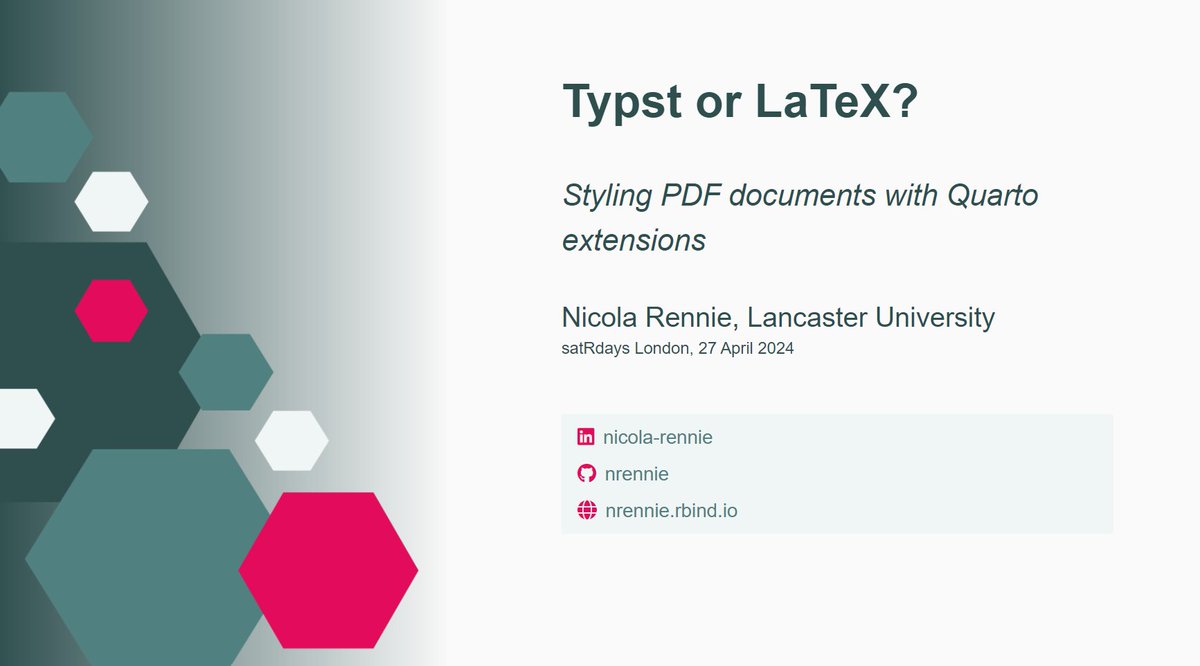 Typst or LaTeX?
Styling PDF documents with Quarto
extensions
Nicola Rennie, Lancaster University
satRdays London, 27 April 2024
nicola-rennie
nrennie
nrennie.rbind.io